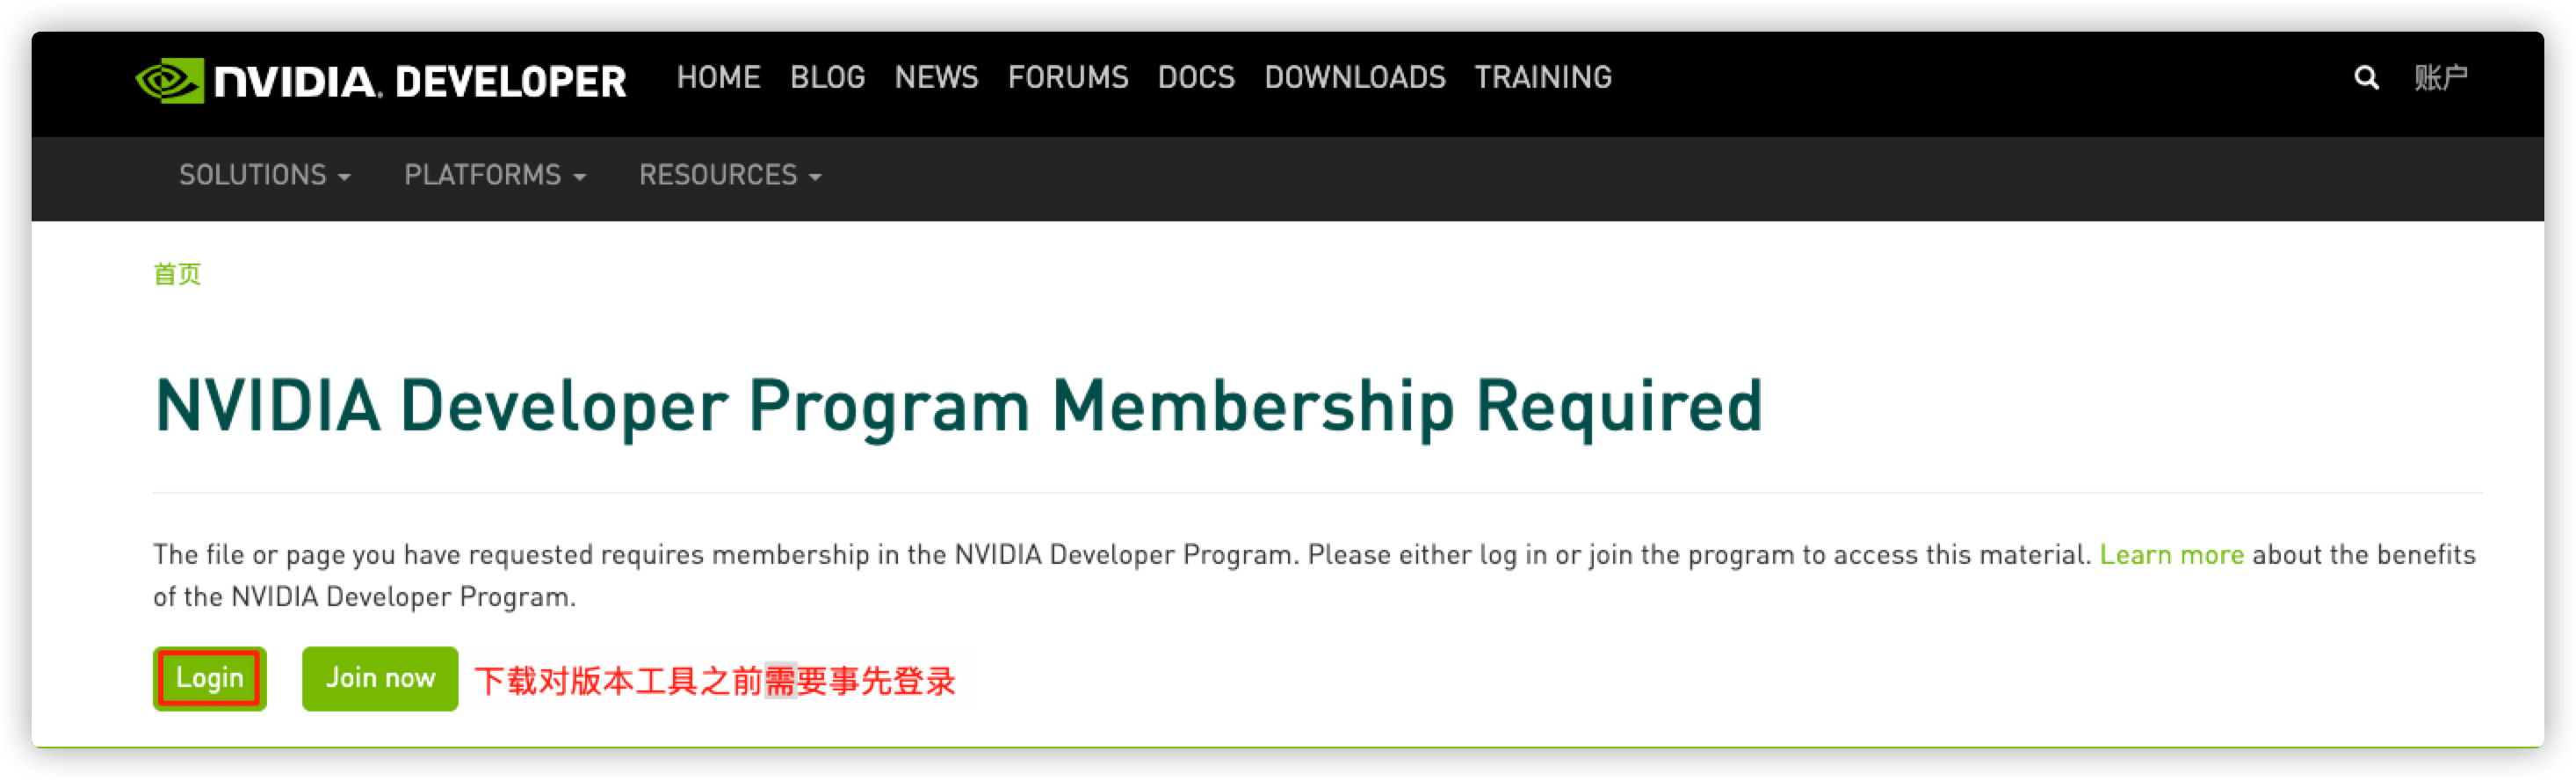 NVIDIA. DEVELOPER HOME BLOG NEWS FORUMS DOCS DOWNLOADS TRAINING 账户
SOLUTIONS PLATFORMS RESOURCES
首页
NVIDIA Developer Program Membership Required
The file or page you have requested requires membership in the NVIDIA Developer Program. Please either log in or join the program to access this material. Learn more about the benefits
of the NVIDIA Developer Program.
Login Join now 下载对版本工具之前需要事先登录